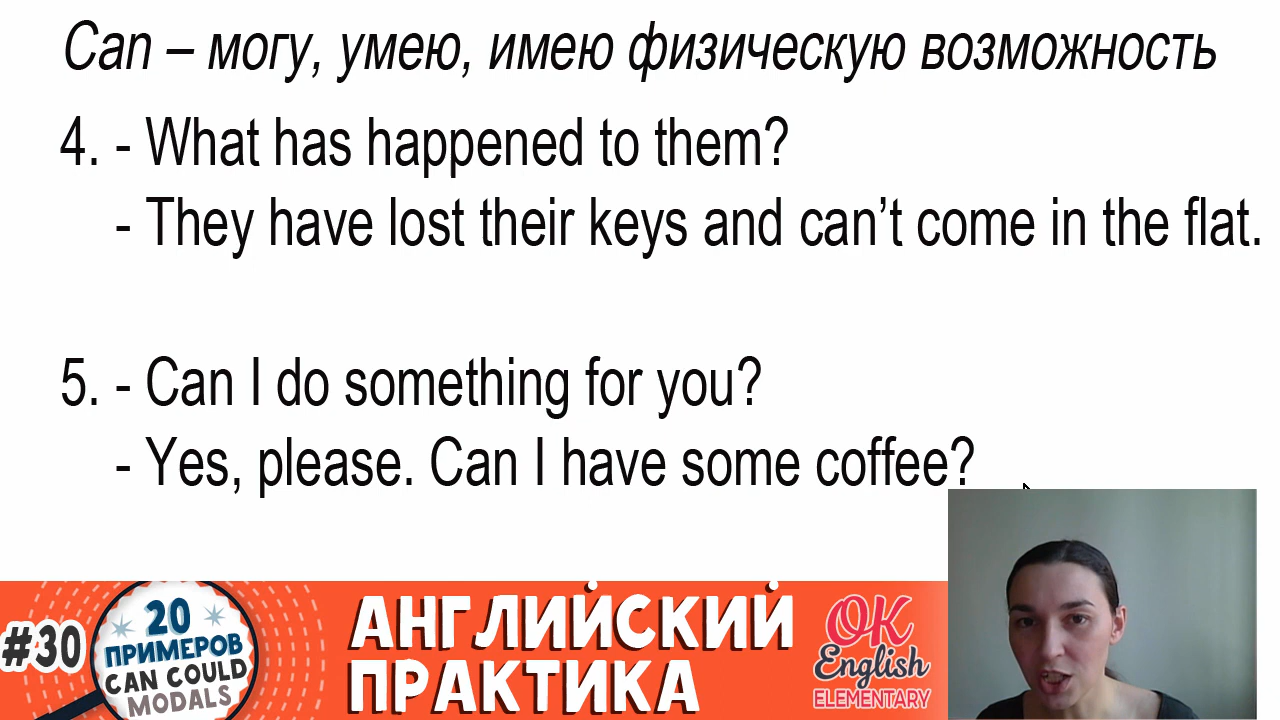 Can – могу, умею, имею физическую возможность
4. - What has happened to them?
- They have lost their keys and can’t come in the flat.
5. - Can I do something for you?
- Yes, please. Can I have some coffee?
#30
20
ПРИМЕРОВ
CAN COULD
MODALS
АНГЛИЙСКИЙ
ПРАКТИКА
OK
English
ELEMENTARY